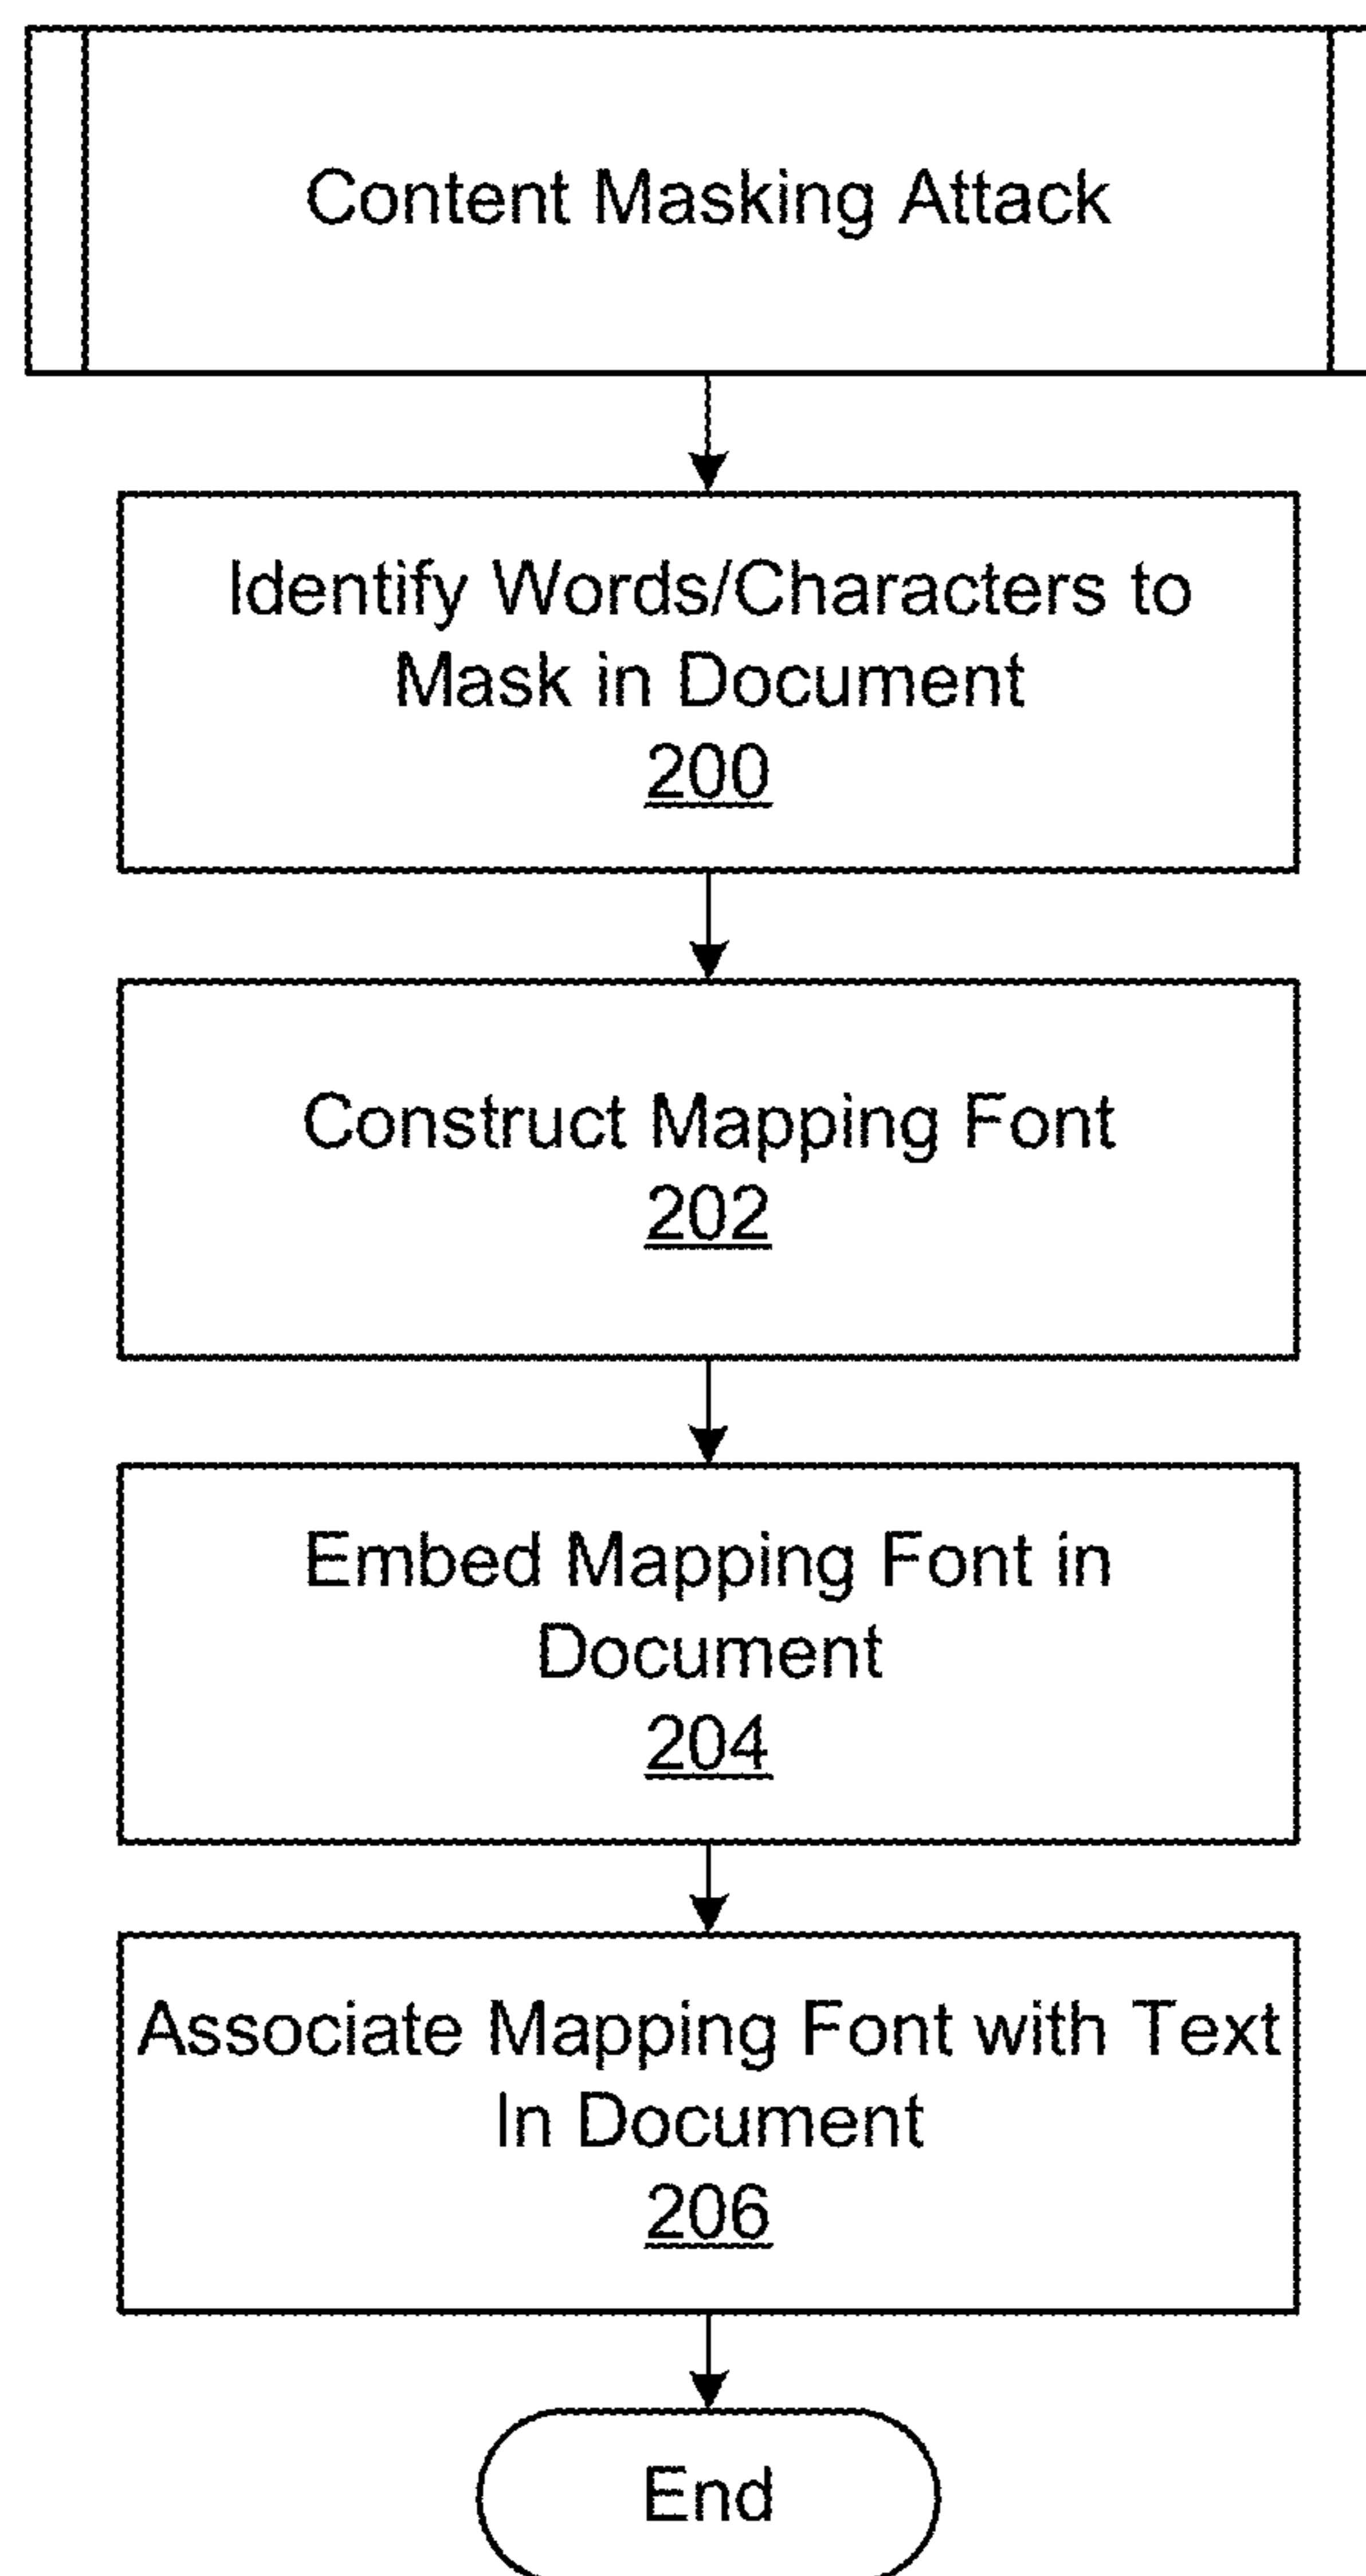 Content Masking Attack
Identify Words/Characters to
Mask in Document
200
Construct Mapping Font
202
Embed Mapping Font in
Document
204
Associate Mapping Font with Text
In Document
206
End